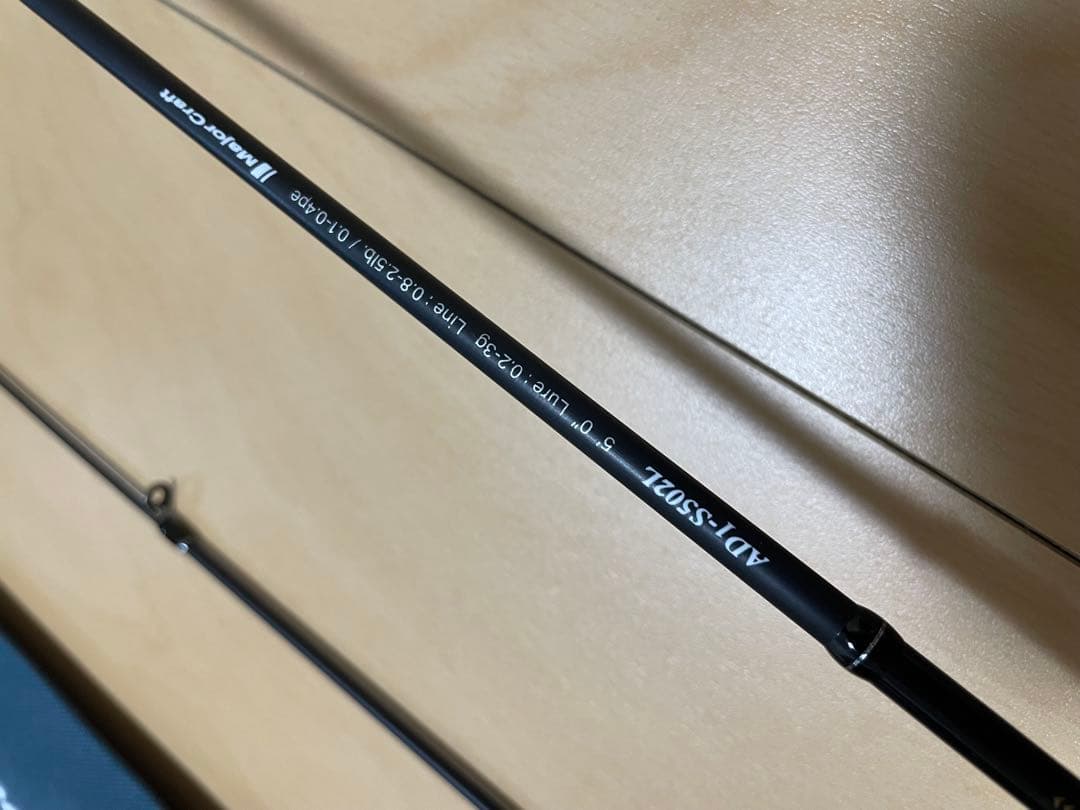 AD1-S502L 5' 0" Lure : 0.2-3g Line : 0.8-2.5lb. / 0.1-0.4pe Major Craft